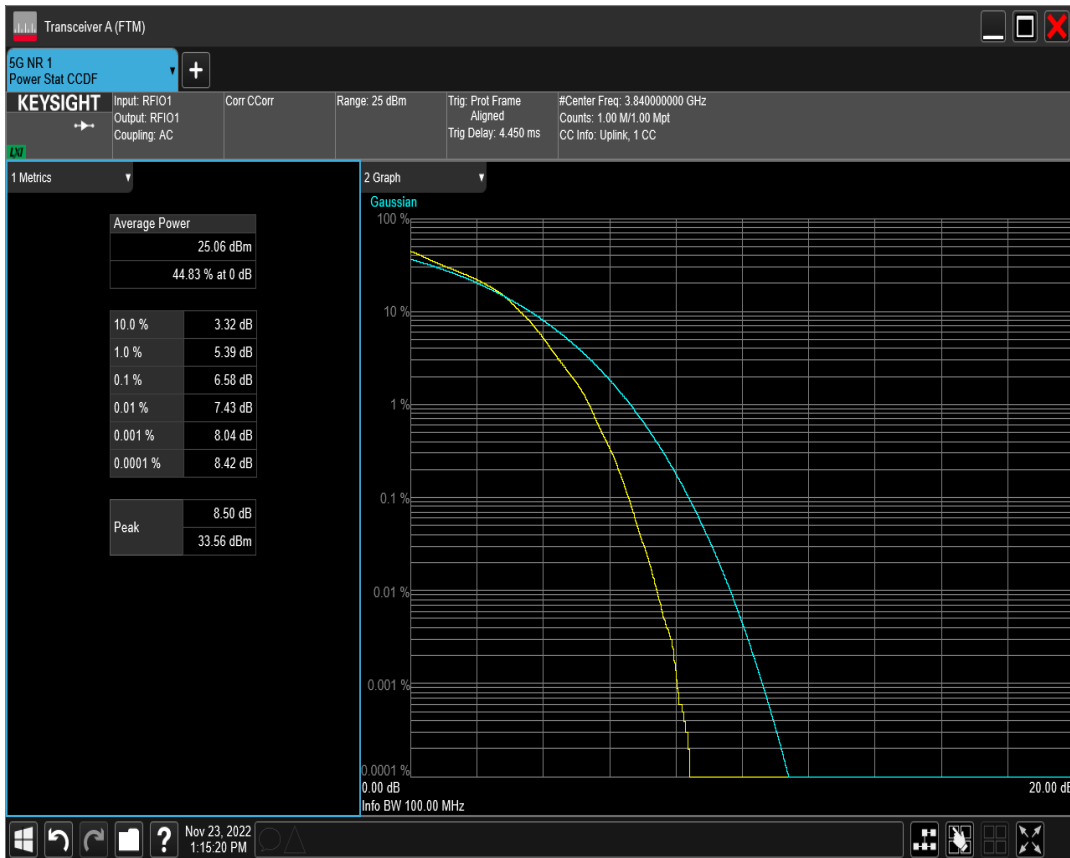 Transceiver A (FTM)
5G NR 1
Power Stat CCDF
+
KEYSIGHT
LXI
Input: RFIO1
Output: RFIO1
Coupling: AC
Corr CCorr
Range: 25 dBm
Trig: Prot Frame
Aligned
Trig Delay: 4.450 ms
#Center Freq: 3.840000000 GHz
Counts: 1.00 M/1.00 Mpt
CC Info: Uplink, 1 CC
1 Metrics
Average Power
25.06 dBm
44.83 % at 0 dB
10.0 % 3.32 dB
1.0 % 5.39 dB
0.1 % 6.58 dB
0.01 % 7.43 dB
0.001 % 8.04 dB
0.0001 % 8.42 dB
Peak
8.50 dB
33.56 dBm
2 Graph
Gaussian
100 %
10 %
1 %
0.1 %
0.01 %
0.001 %
0.0001 %
0.00 dB 20.00 dB
Info BW 100.00 MHz
?
Nov 23, 2022
1:15:20 PM